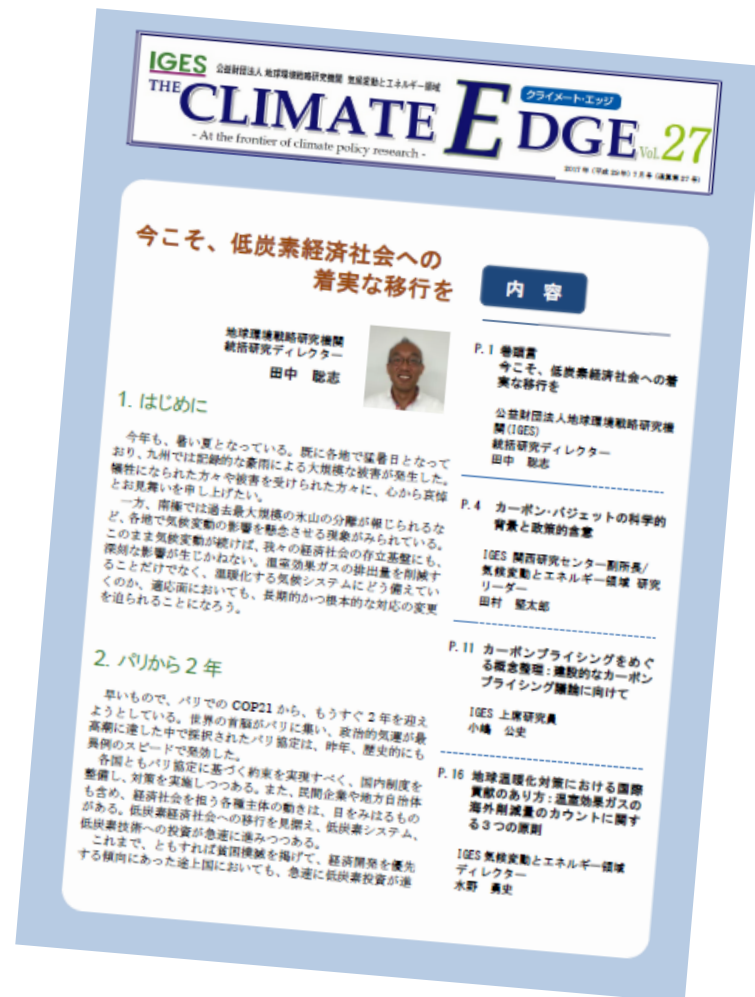 IGES 公益財団法人 地球環境戦略研究機関 気候変動とエネルギー領域
THE CLIMATE EDGE
クライメート・エッジ
Vol. 27
- At the frontier of climate policy research -
2017年 (平成 29年) 7月号 (通算第 27 号)
今こそ、低炭素経済社会への
着実な移行を
地球環境戦略研究機関
統括研究ディレクター
田中 聡志
1. はじめに
今年も、暑い夏となっている。既に各地で猛暑日となって
おり、九州では記録的な豪雨による大規模な被害が発生した。
犠牲になられた方々や被害を受けられた方々に、心から哀悼
とお見舞いを申し上げたい。
一方、南極では過去最大規模の氷山の分離が報じられるな
ど、各地で気候変動の影響を懸念させる現象がみられている。
このまま気候変動が続けば、我々の経済社会の存立基盤にも、
深刻な影響が生じかねない。温室効果ガスの排出量を削減す
ることだけでなく、温暖化する気候システムにどう備えてい
くのか、適応面においても、長期的かつ根本的な対応の変更
を迫られることになろう。
2. パリから 2 年
早いもので、パリでの COP21 から、もうすぐ 2 年を迎え
ようとしている。世界の首脳がパリに集い、政治的気運が最
高潮に達した中で採択されたパリ協定は、昨年、歴史的にも
異例のスピードで発効した。
各国ともパリ協定に基づく約束を実現すべく、国内制度を
整備し、対策を実施しつつある。また、民間企業や地方自治体
も含め、経済社会を担う各種主体の動きは、目をみはるもの
がある。低炭素経済社会への移行を見据え、低炭素システム、
低炭素技術への投資が急速に進みつつある。
これまで、ともすれば貧困撲滅を掲げて、経済開発を優先
する傾向にあった途上国においても、急速に低炭素投資が進
内 容
P.1 巻頭言
今こそ、低炭素経済社会への着
実な移行を
公益財団法人地球環境戦略研究機
関(IGES)
統括研究ディレクター
田中 聡志
P.4 カーボン・バジェットの科学的
背景と政策的含意
IGES 関西研究センター副所長/
気候変動とエネルギー領域 研究
リーダー
田村 堅太郎
P.11 カーボンプライシングをめぐ
る概念整理：建設的なカーボン
プライシング議論に向けて
IGES 上席研究員
小嶋 公史
P.16 地球温暖化対策における国際
貢献のあり方：温室効果ガスの
海外削減量のカウントに関す
る３つの原則
IGES 気候変動とエネルギー領域
ディレクター
水野 勇史